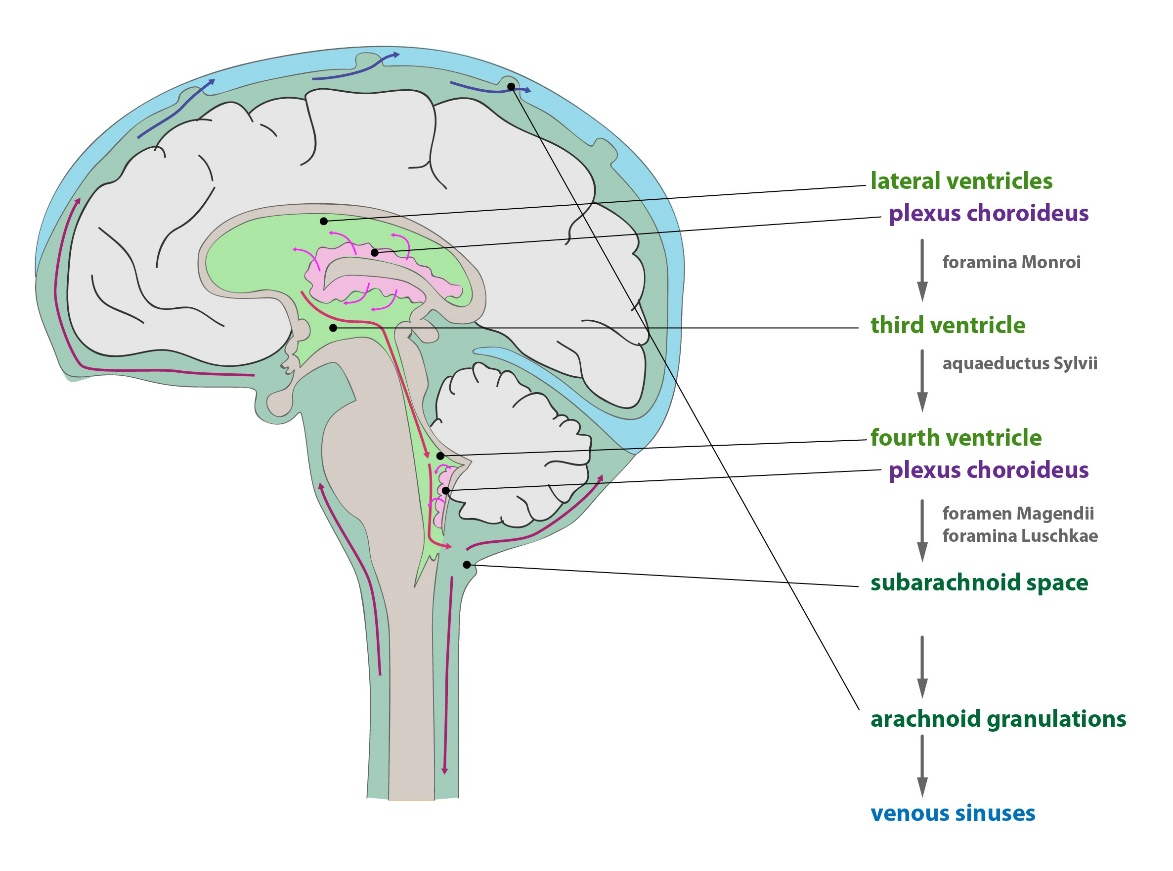 lateral ventricles
plexus choroideus
foramina Monroi
third ventricle
aquaeductus Sylvii
fourth ventricle
plexus choroideus
foramen Magendii
foramina Luschkae
subarachnoid space
arachnoid granulations
venous sinuses